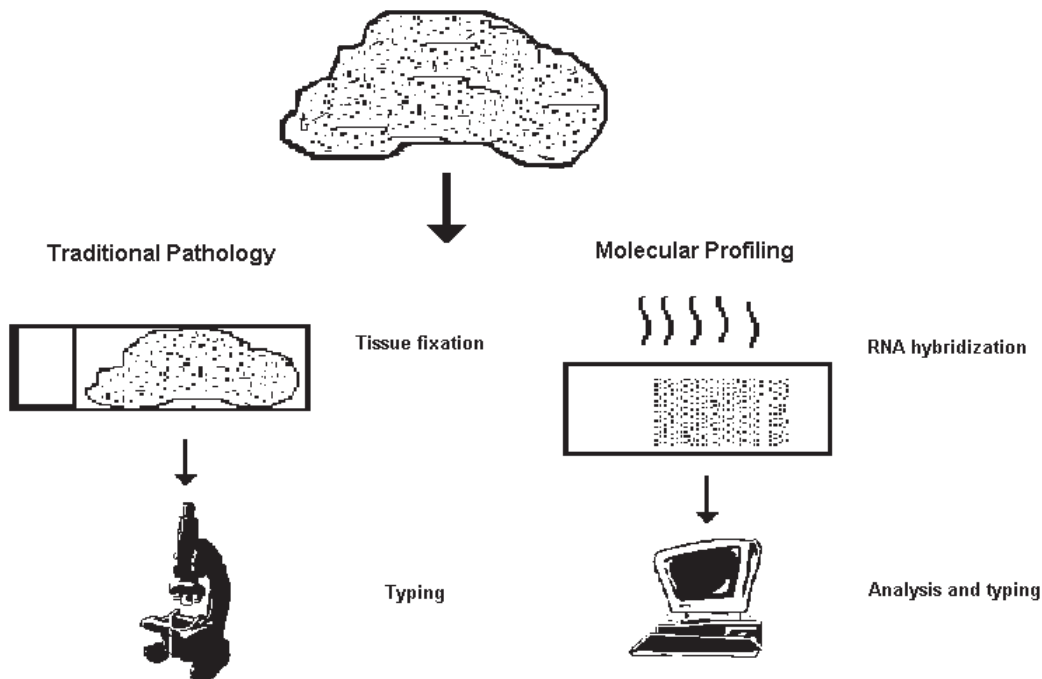 Traditional Pathology
Molecular Profiling
Tissue fixation
RNA hybridization
Typing
Analysis and typing